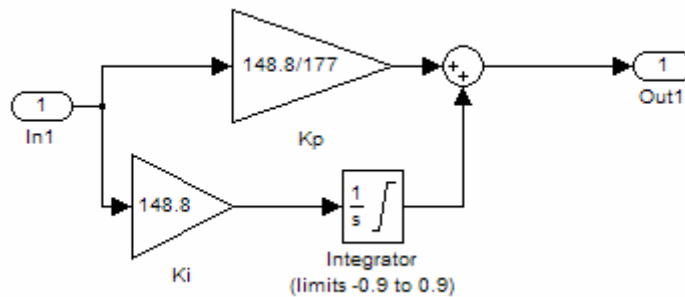 148.8/177
1
In1
Kp
1
Out1
148.8
Ki
1
s
Integrator
(limits -0.9 to 0.9)